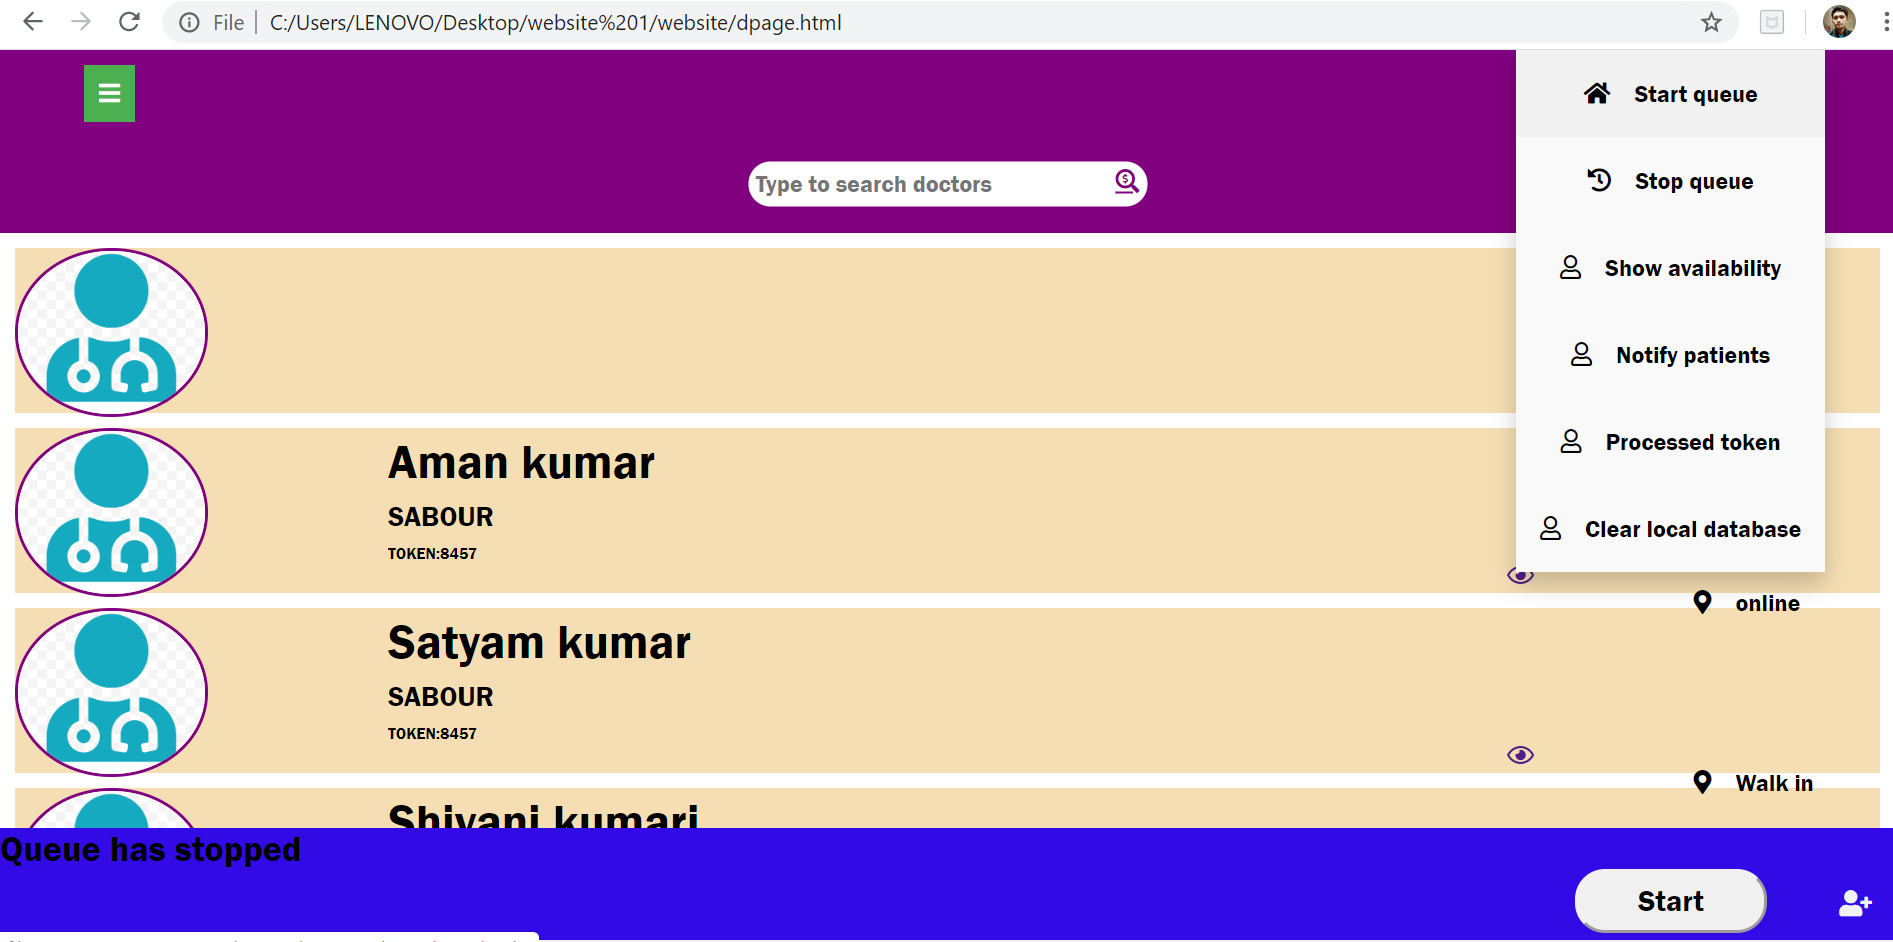 File
C:/Users/LENOVO/Desktop/website%201/website/dpage.html
Start queue
Type to search doctors
Stop queue
Show availability
Notify patients
Processed token
Clear local database
Aman kumar
SABOUR
TOKEN:8457
online
Satyam kumar
SABOUR
TOKEN:8457
Walk in
Shivani kumari
Queue has stopped
Start